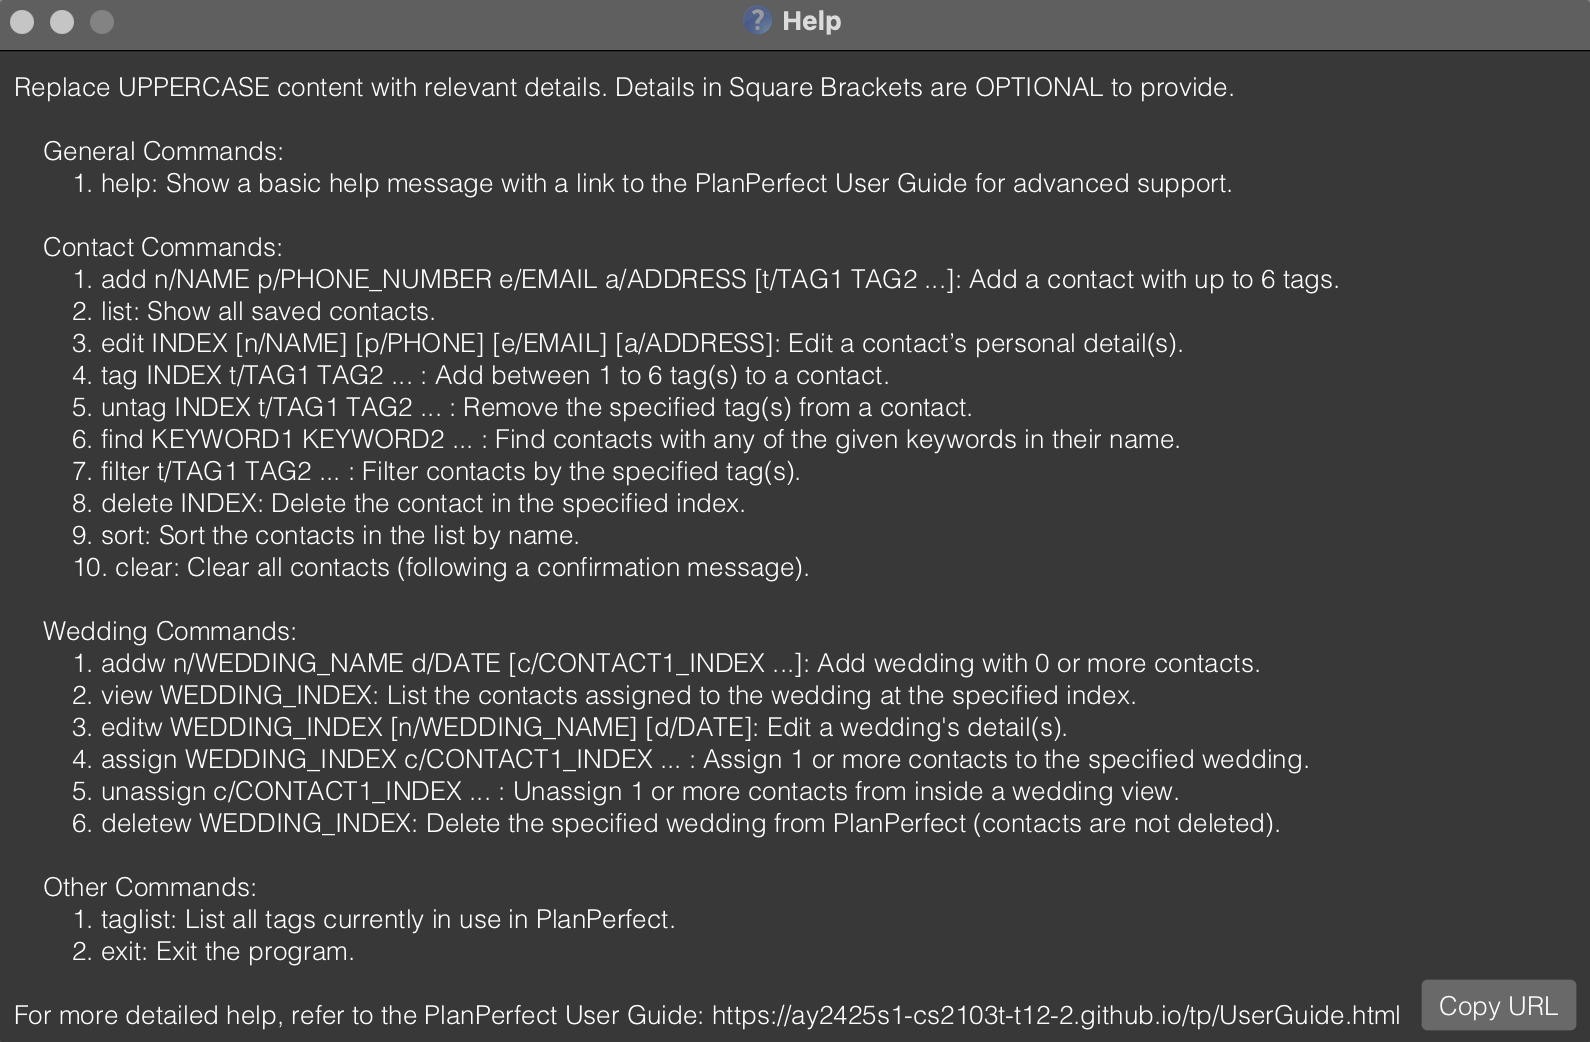 Help
Replace UPPERCASE content with relevant details. Details in Square Brackets are OPTIONAL to provide.
General Commands:
1. help: Show a basic help message with a link to the PlanPerfect User Guide for advanced support.
Contact Commands:
1. add n/NAME p/PHONE_NUMBER e/EMAIL a/ADDRESS [t/TAG1 TAG2 ...]: Add a contact with up to 6 tags.
2. list: Show all saved contacts.
3. edit INDEX [n/NAME] [p/PHONE] [e/EMAIL] [a/ADDRESS]: Edit a contact’s personal detail(s).
4. tag INDEX t/TAG1 TAG2 ... : Add between 1 to 6 tag(s) to a contact.
5. untag INDEX t/TAG1 TAG2 ... : Remove the specified tag(s) from a contact.
6. find KEYWORD1 KEYWORD2 ... : Find contacts with any of the given keywords in their name.
7. filter t/TAG1 TAG2 ... : Filter contacts by the specified tag(s).
8. delete INDEX: Delete the contact in the specified index.
9. sort: Sort the contacts in the list by name.
10. clear: Clear all contacts (following a confirmation message).
Wedding Commands:
1. addw n/WEDDING_NAME d/DATE [c/CONTACT1_INDEX ...]: Add wedding with 0 or more contacts.
2. view WEDDING_INDEX: List the contacts assigned to the wedding at the specified index.
3. editw WEDDING_INDEX [n/WEDDING_NAME] [d/DATE]: Edit a wedding's detail(s).
4. assign WEDDING_INDEX c/CONTACT1_INDEX ... : Assign 1 or more contacts to the specified wedding.
5. unassign c/CONTACT1_INDEX ... : Unassign 1 or more contacts from inside a wedding view.
6. deletew WEDDING_INDEX: Delete the specified wedding from PlanPerfect (contacts are not deleted).
Other Commands:
1. taglist: List all tags currently in use in PlanPerfect.
2. exit: Exit the program.
For more detailed help, refer to the PlanPerfect User Guide: https://ay2425s1-cs2103t-t12-2.github.io/tp/UserGuide.html
Copy URL